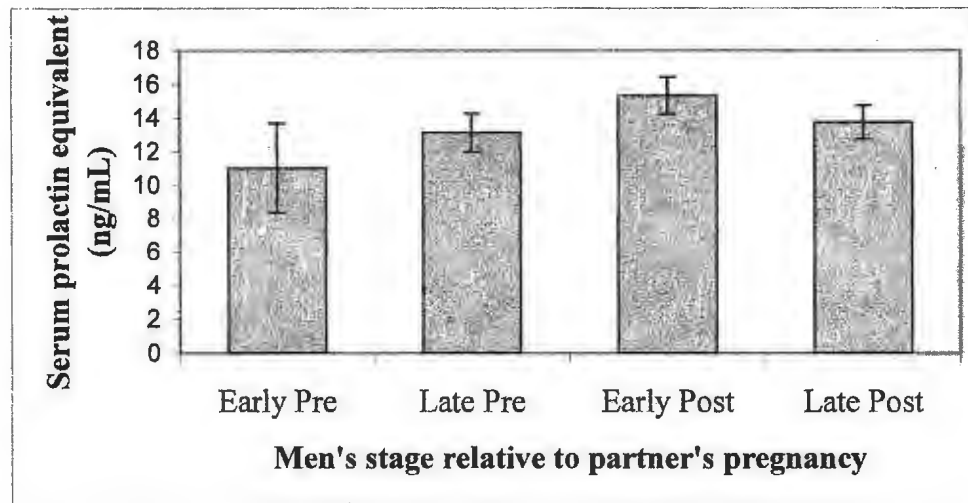 Serum prolactin equivalent
(ng/mL)
18
16
14
12
10
8
6
4
2
0
Early Pre
Late Pre
Early Post
Late Post
Men's stage relative to partner's pregnancy